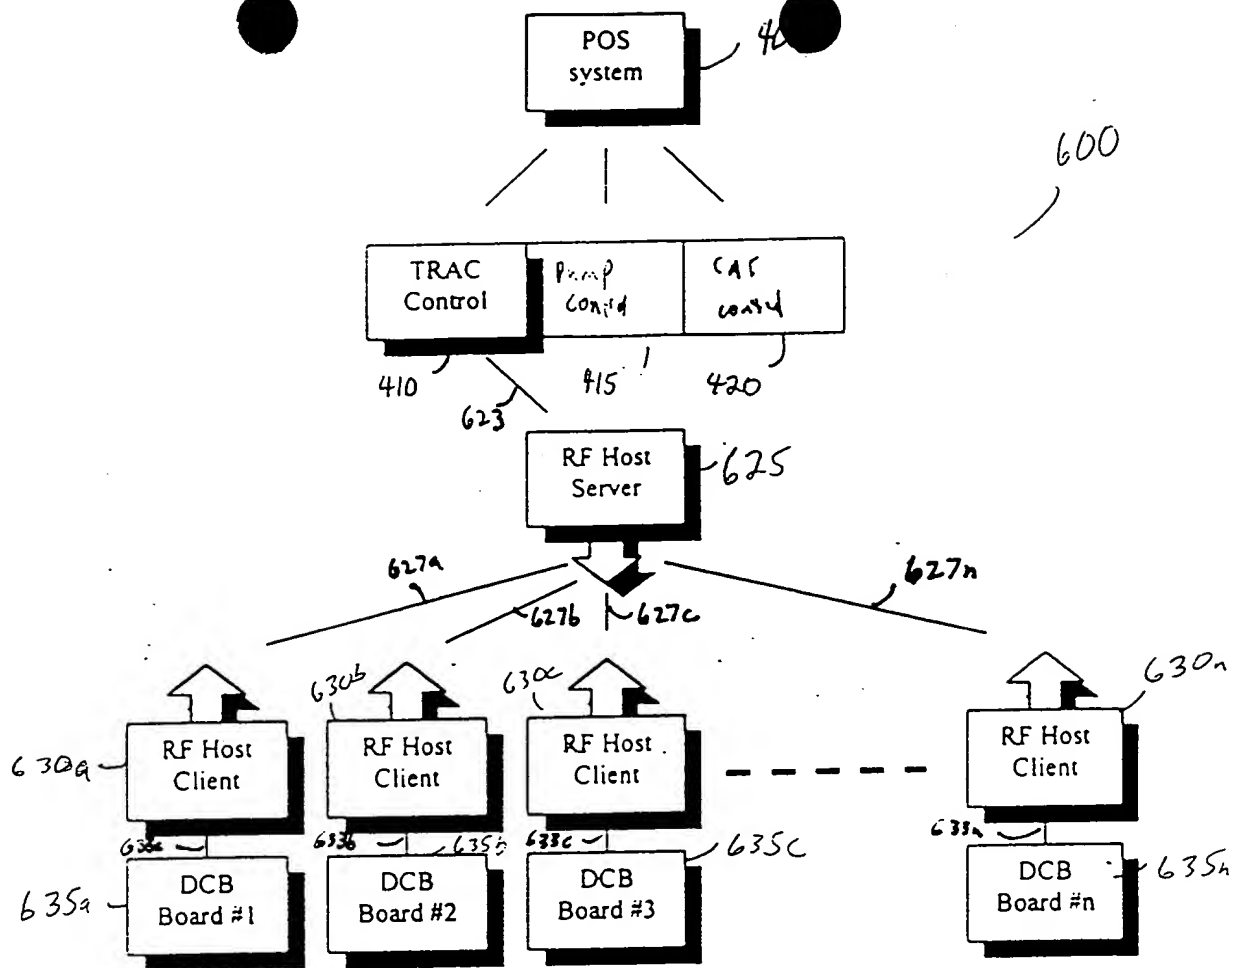 POS
system
600
TRAC
Control
Pump
CAT
410
415
420
623
RF Host
Server
625
627a
627b
627c
627n
630a
RF Host
Client
630b
RF Host
Client
630c
RF Host
Client
630n
RF Host
Client
633b
633c
633n
635a
DCB
Board #1
635b
DCB
Board #2
635c
DCB
Board #3
635n
DCB
Board #n